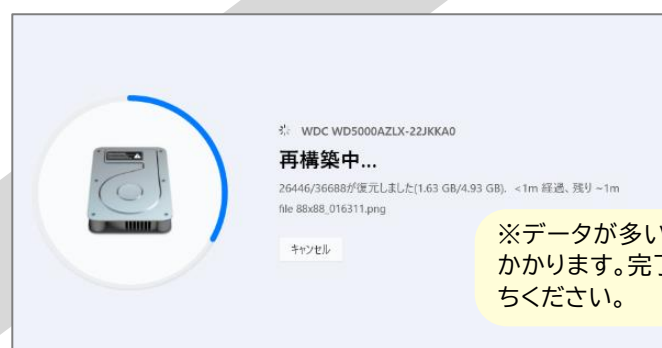 WDC WD5000AZLX-22JKKA0
再構築中...
26446/36688が復元しました(1.63 GB/4.93 GB), <1m 経過、残り ~1m
file 88x88_016311.png
キャンセル
※データが多い
かかります。完了
ちください。